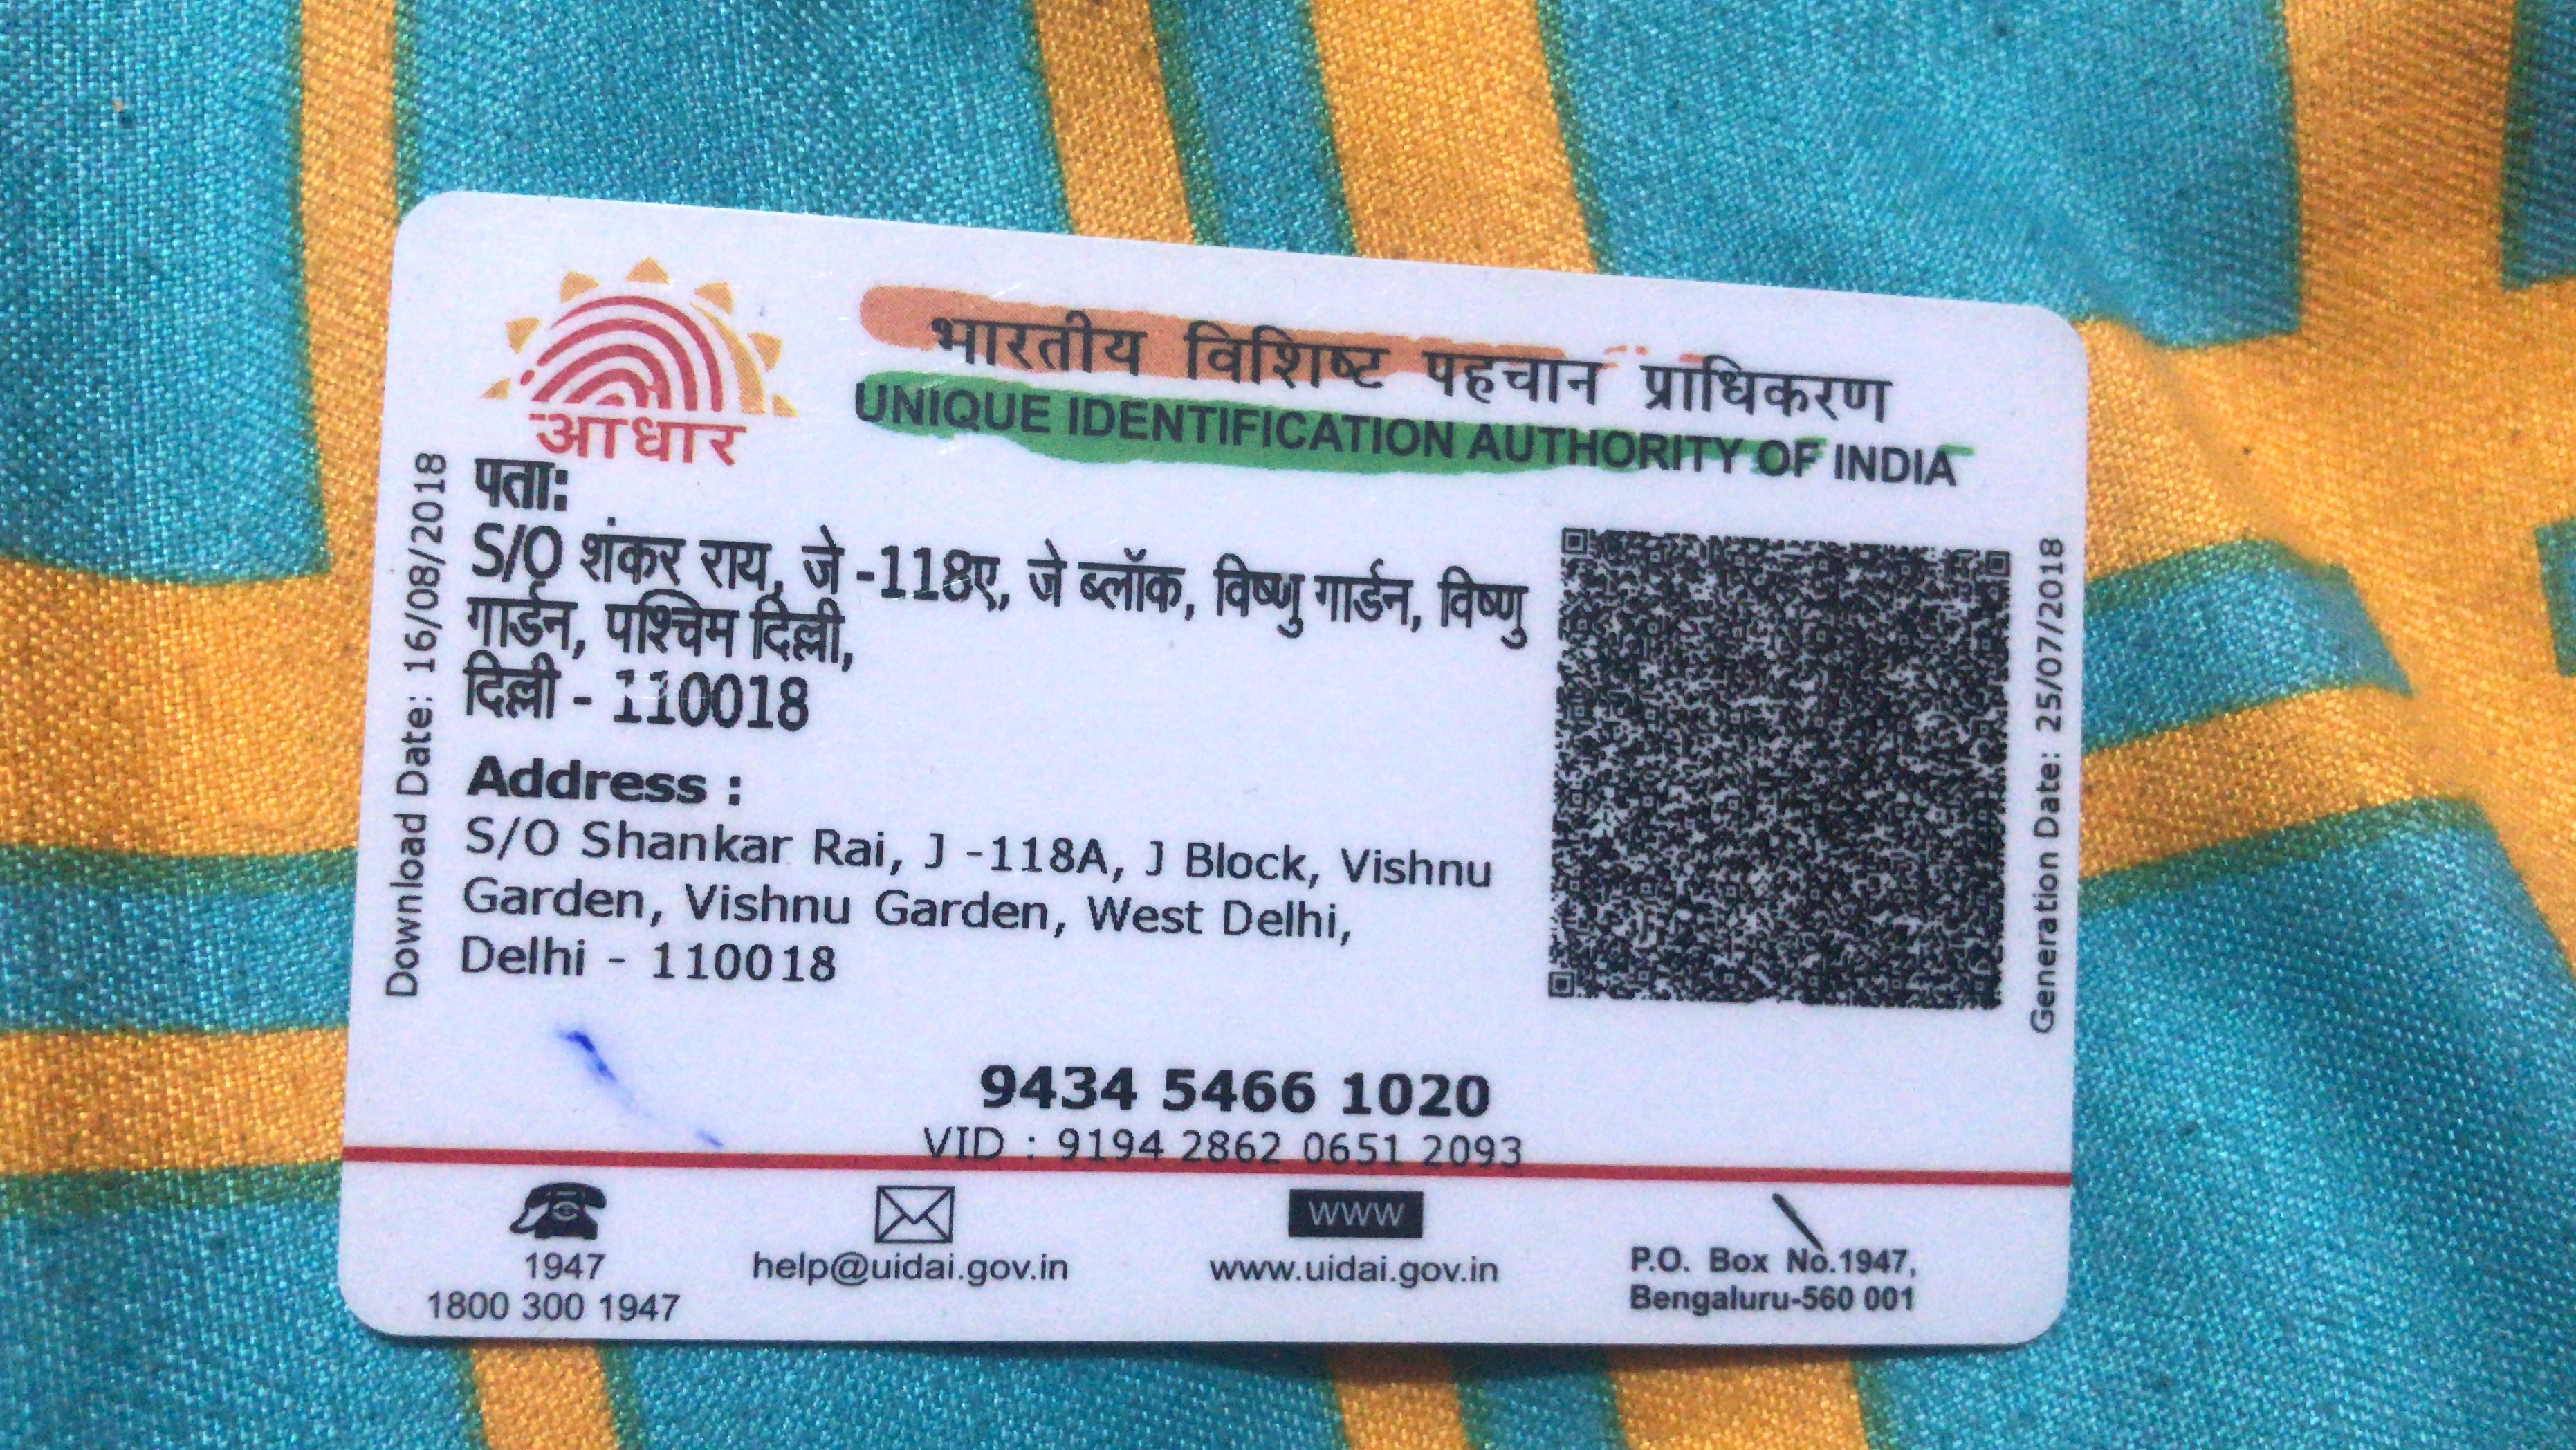 भारतीय विशिष्ट पहचान प्राधिकरण
UNIQUE IDENTIFICATION AUTHORITY OF INDIA
आधार
पता:
S/O शंकर राय, जे -118ए, जे ब्लॉक, विष्णु गार्डन, विष्णु
गार्डन, पश्चिम दिल्ली,
दिल्ली - 110018
Address :
S/O Shankar Rai, J -118A, J Block, Vishnu
Garden, Vishnu Garden, West Delhi,
Delhi - 110018
Download Date: 16/08/2018
Generation Date: 25/07/2018
9434 5466 1020
VID : 9194 2862 0651 2093
1947
1800 300 1947
help@uidai.gov.in
WWW
www.uidai.gov.in
P.O. Box No.1947,
Bengaluru-560 001